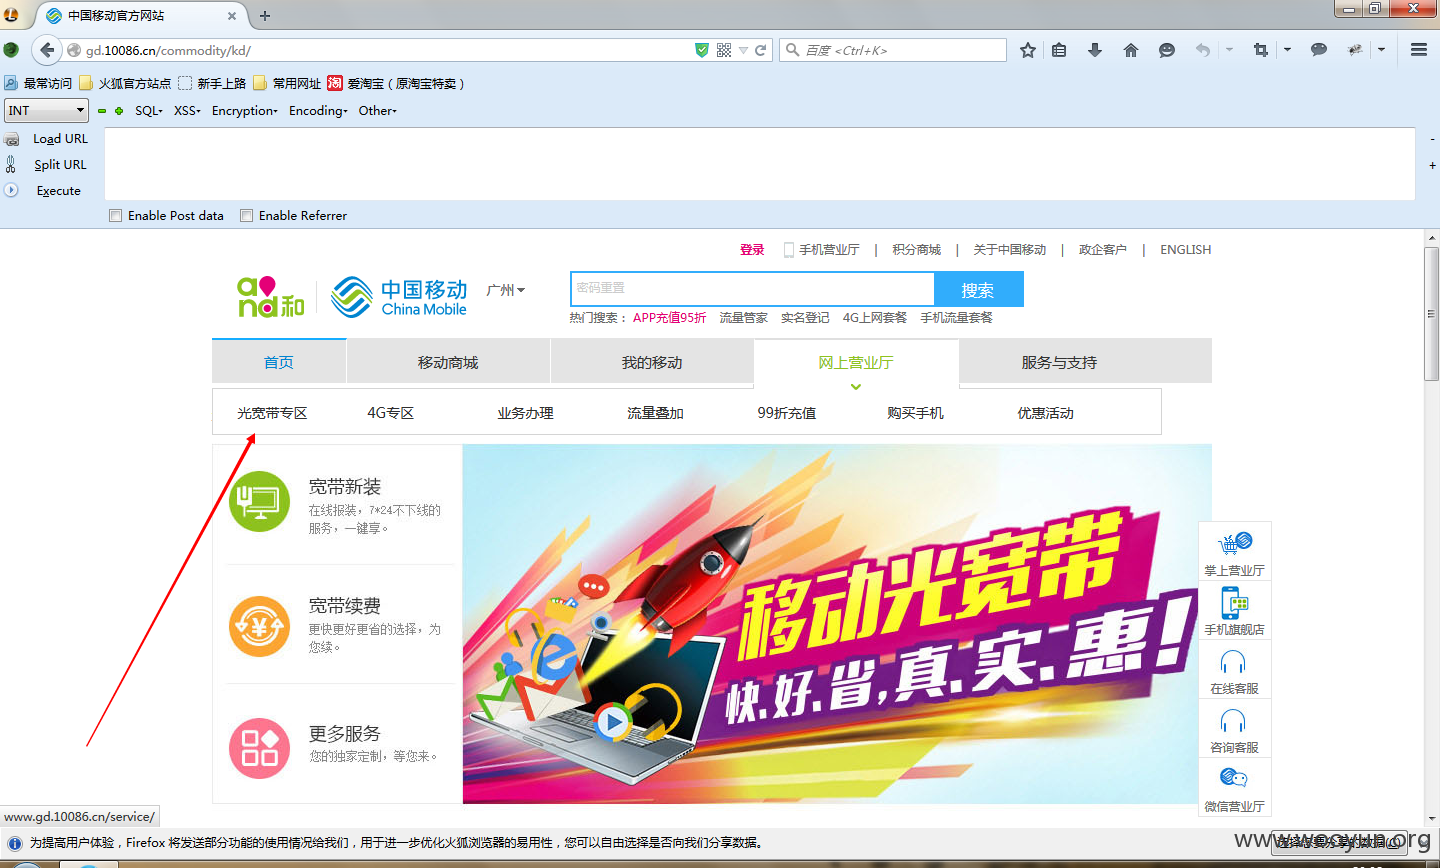 中国移动官方网站
gd.10086.cn/commodity/kd/
百度 <Ctrl+K>
最常访问 火狐官方站点 新手上路 常用网址 爱淘宝（原淘宝特卖）
INT SQL XSS Encryption Encoding Other
Load URL
Split URL
Execute
Enable Post data Enable Referrer
登录 手机营业厅 | 积分商城 | 关于中国移动 | 政企客户 | ENGLISH
and和 中国移动 China Mobile 广州
密码重置 搜索
热门搜索： APP充值95折 流量管家 实名登记 4G上网套餐 手机流量套餐
首页 移动商城 我的移动 网上营业厅 服务与支持
光宽带专区 4G专区 业务办理 流量叠加 99折充值 购买手机 优惠活动
宽带新装
在线报装，7*24不下线的
服务，一键享。
宽带续费
更快更好更省的选择，为
您续。
更多服务
您的独家定制，等您来。
移动光宽带
快.好.省,真.实.惠!
掌上营业厅
手机旗舰店
在线客服
咨询客服
微信营业厅
www.gd.10086.cn/service/
为提高用户体验，Firefox 将发送部分功能的使用情况给我们，用于进一步优化火狐浏览器的易用性，您可以自由选择是否向我们分享数据。